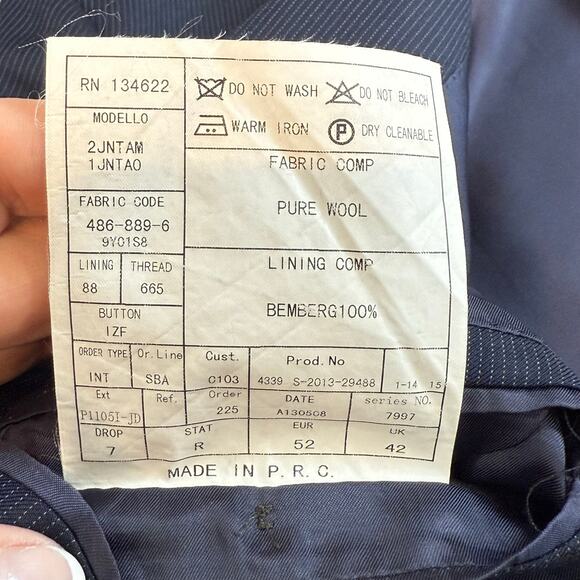 RN 134622
DO NOT WASH DO NOT BLEACH
WARM IRON P DRY CLEANABLE
MODELLO
2JNTAM
1JNTAO
FABRIC COMP
PURE WOOL
FABRIC CODE
486-889-6
9Y01S8
LINING THREAD
88 665
LINING COMP
BEMBERG100%
BUTTON
IZF
ORDER TYPE Or. Line Cust. Prod. No
INT SBA C103 4339 S-2013-29488 1-14 15
Ext Ref. Order DATE series NO.
P1105I-JD 225 A130508 7997
DROP STAT EUR UK
7 R 52 42
MADE IN P.R.C.